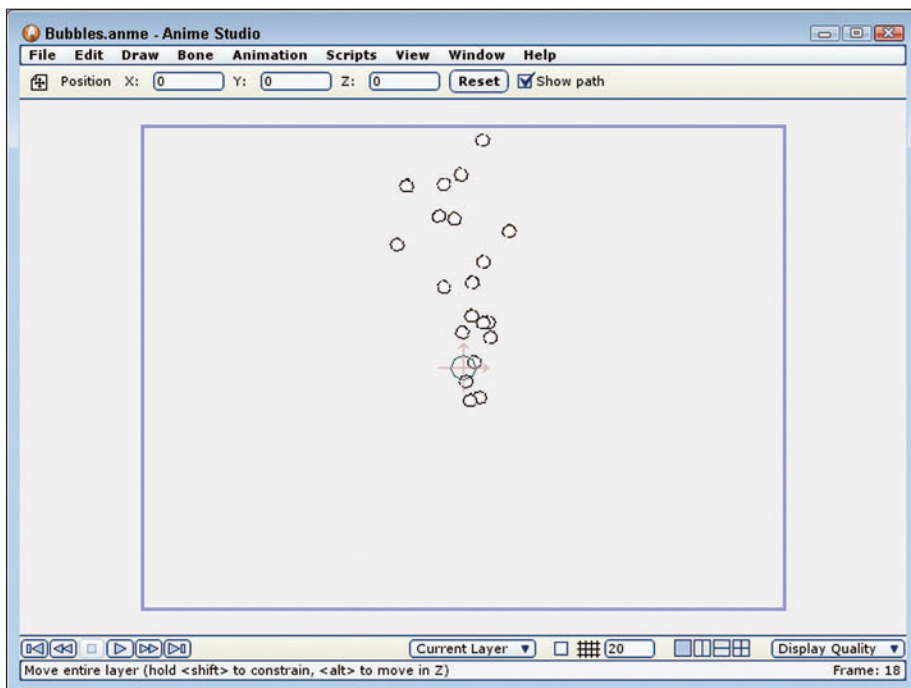 Bubbles.anme - Anime Studio
File Edit Draw Bone Animation Scripts View Window Help
Position X: 0 Y: 0 Z: 0 Reset Show path
Current Layer 20 Display Quality
Move entire layer (hold <shift> to constrain, <alt> to move in Z) Frame: 18